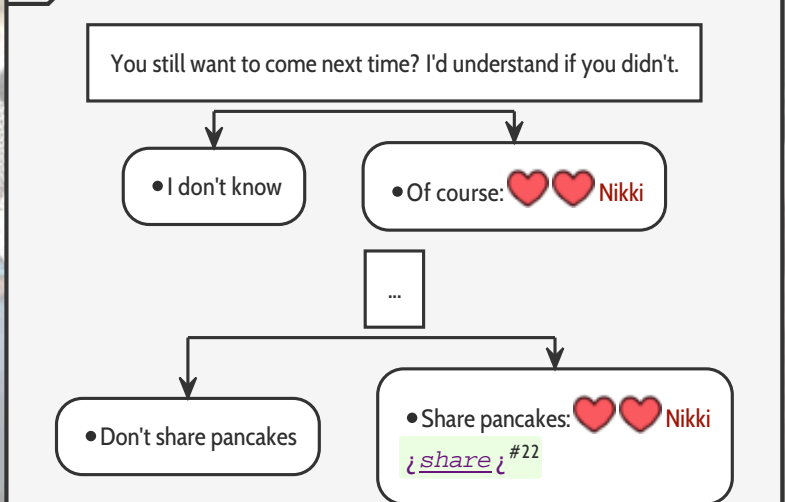 You still want to come next time? I'd understand if you didn't.
•I don't know
•Of course: Nikki
...
•Don't share pancakes
•Share pancakes: Nikki
¿share¿#22